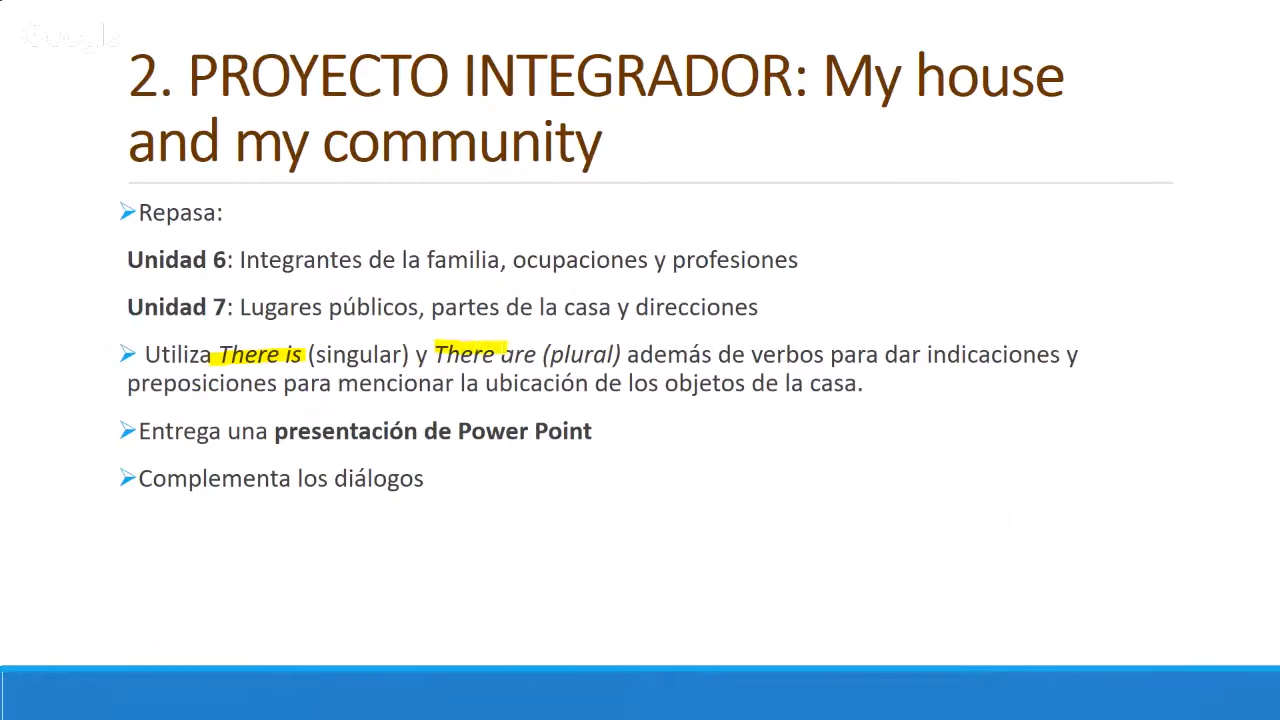 Google
2. PROYECTO INTEGRADOR: My house
and my community
Repasa:
Unidad 6: Integrantes de la familia, ocupaciones y profesiones
Unidad 7: Lugares públicos, partes de la casa y direcciones
Utiliza There is (singular) y There are (plural) además de verbos para dar indicaciones y
preposiciones para mencionar la ubicación de los objetos de la casa.
Entrega una presentación de Power Point
Complementa los diálogos